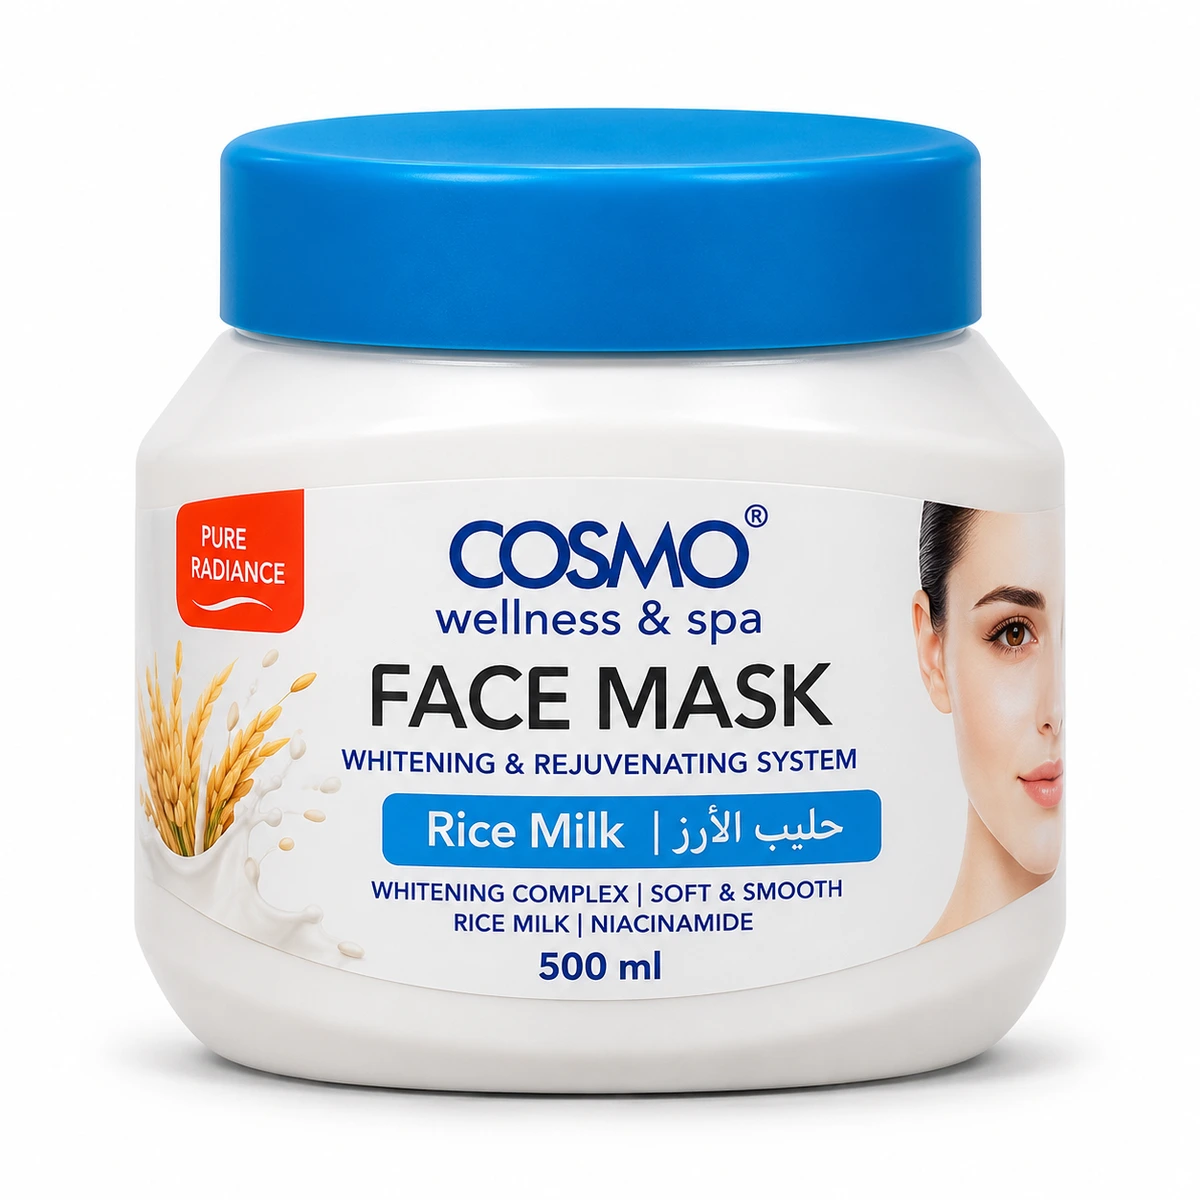 PURE
RADIANCE
COSMO®
wellness & spa
FACE MASK
WHITENING & REJUVENATING SYSTEM
Rice Milk | حليب الأرز
WHITENING COMPLEX | SOFT & SMOOTH
RICE MILK | NIACINAMIDE
500 ml